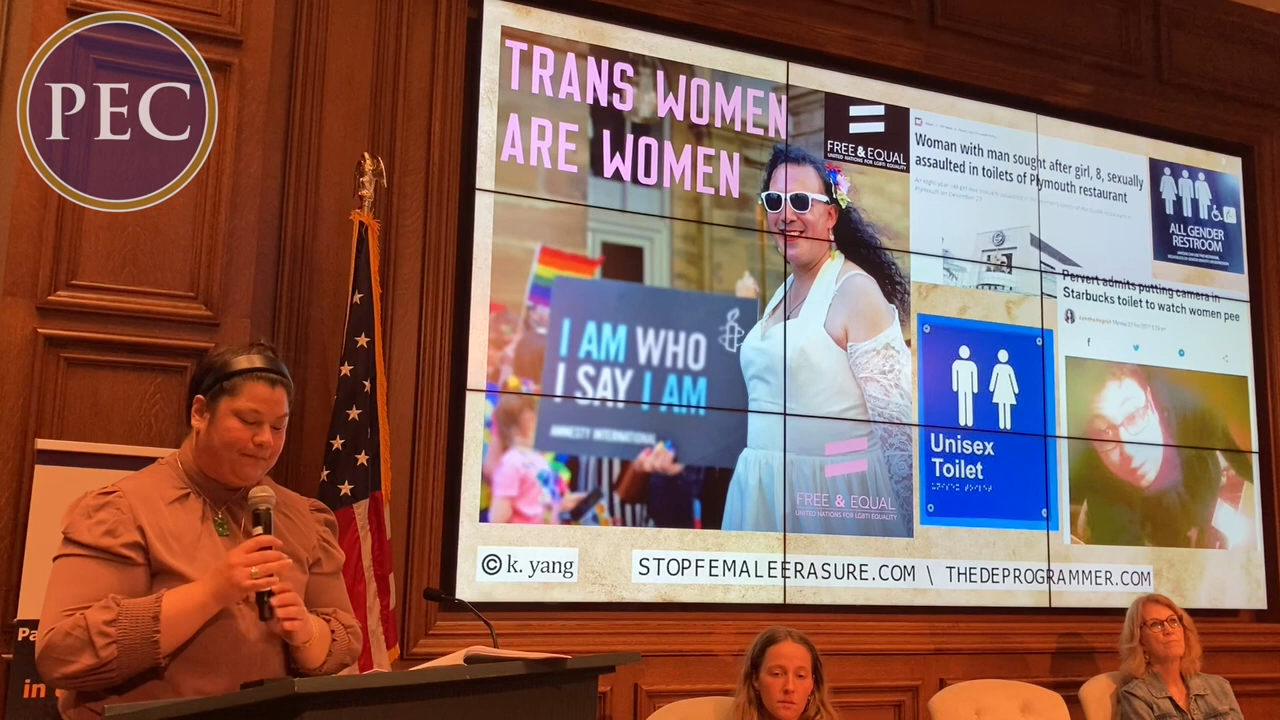 PEC
TRANS WOMEN
ARE WOMEN
FREE & EQUAL
UNITED NATIONS FOR LGBTI EQUALITY
Woman with man sought after girl, 8, sexually
assaulted in toilets of Plymouth restaurant
ALL GENDER
RESTROOM
I AM WHO
I SAY I AM
AMNESTY INTERNATIONAL
Pervert admits putting camera in
Starbucks toilet to watch women pee
Unisex
Toilet
FREE & EQUAL
UNITED NATIONS FOR LGBTI EQUALITY
© k. yang
STOPFEMALEERASURE.COM \ THEDEPROGRAMMER.COM
Pa
in